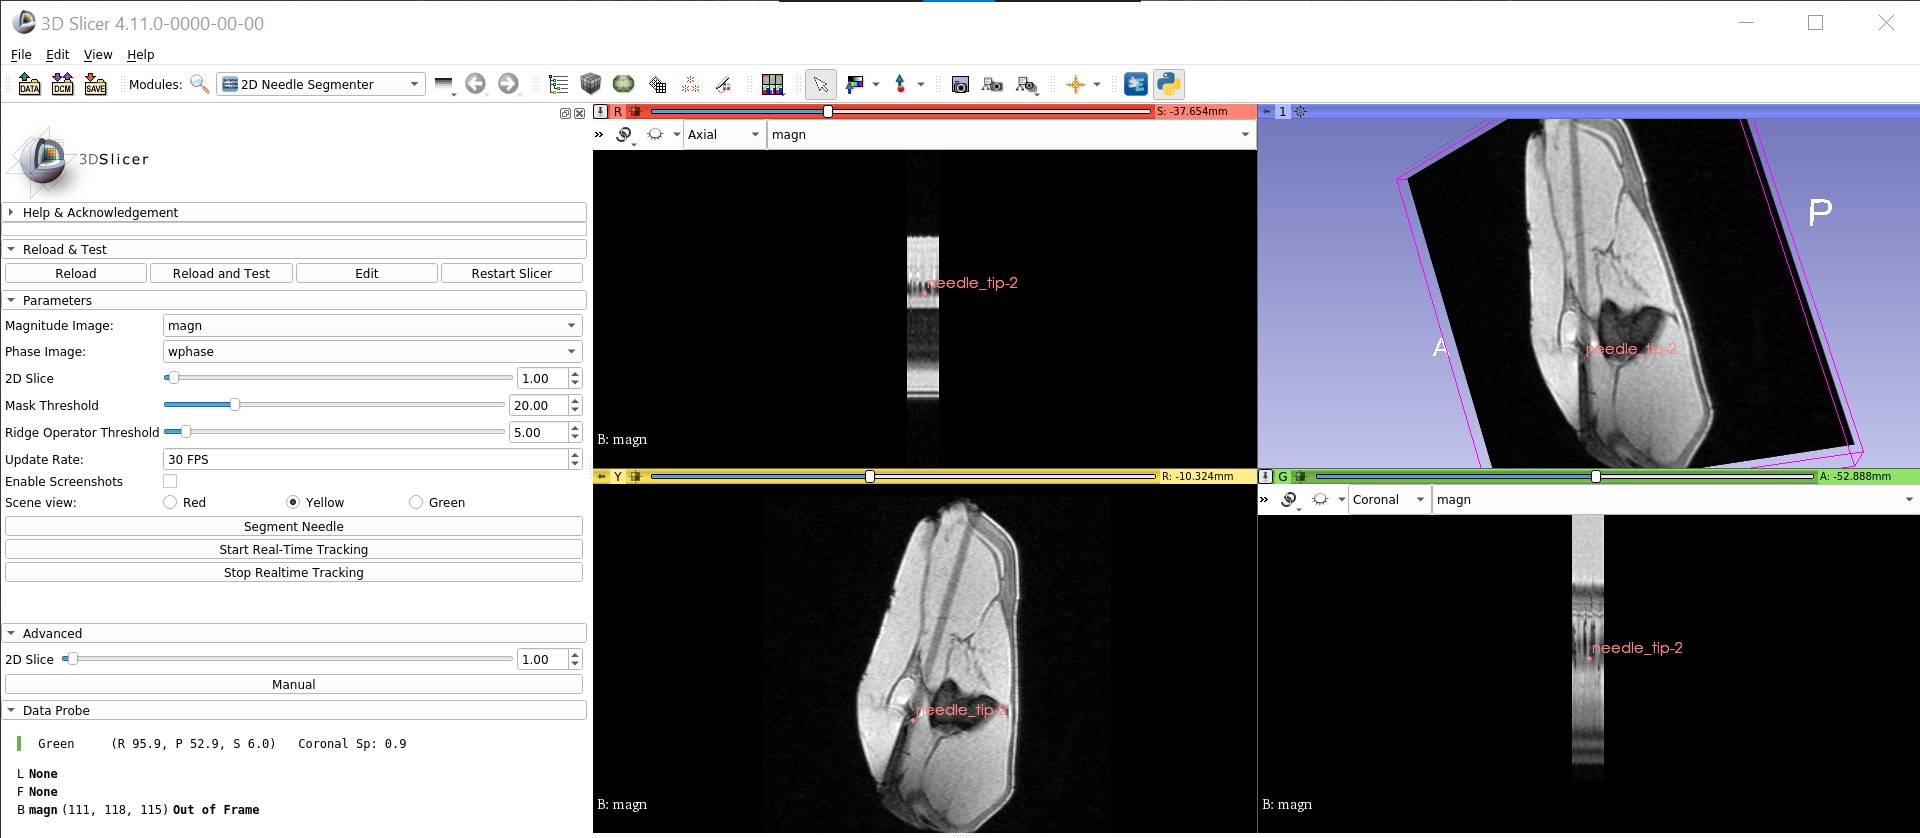 3D Slicer 4.11.0-0000-00-00
File Edit View Help
DATA DCM SAVE Modules: 2D Needle Segmenter
3DSlicer
Help & Acknowledgement
Reload & Test
Reload Reload and Test Edit Restart Slicer
Parameters
Magnitude Image: magn
Phase Image: wphase
2D Slice 1.00
Mask Threshold 20.00
Ridge Operator Threshold 5.00
Update Rate: 30 FPS
Enable Screenshots
Scene view: Red Yellow Green
Segment Needle
Start Real-Time Tracking
Stop Realtime Tracking
Advanced
2D Slice 1.00
Manual
Data Probe
Green (R 95.9, P 52.9, S 6.0) Coronal Sp: 0.9
L None
F None
B magn (111, 118, 115) Out of Frame
R S: -37.654mm
» Axial magn
needle_tip-2
B: magn
1
P
A
needle_tip-2
Y R: -10.324mm
needle_tip-2
B: magn
G A: -52.888mm
» Coronal magn
needle_tip-2
B: magn